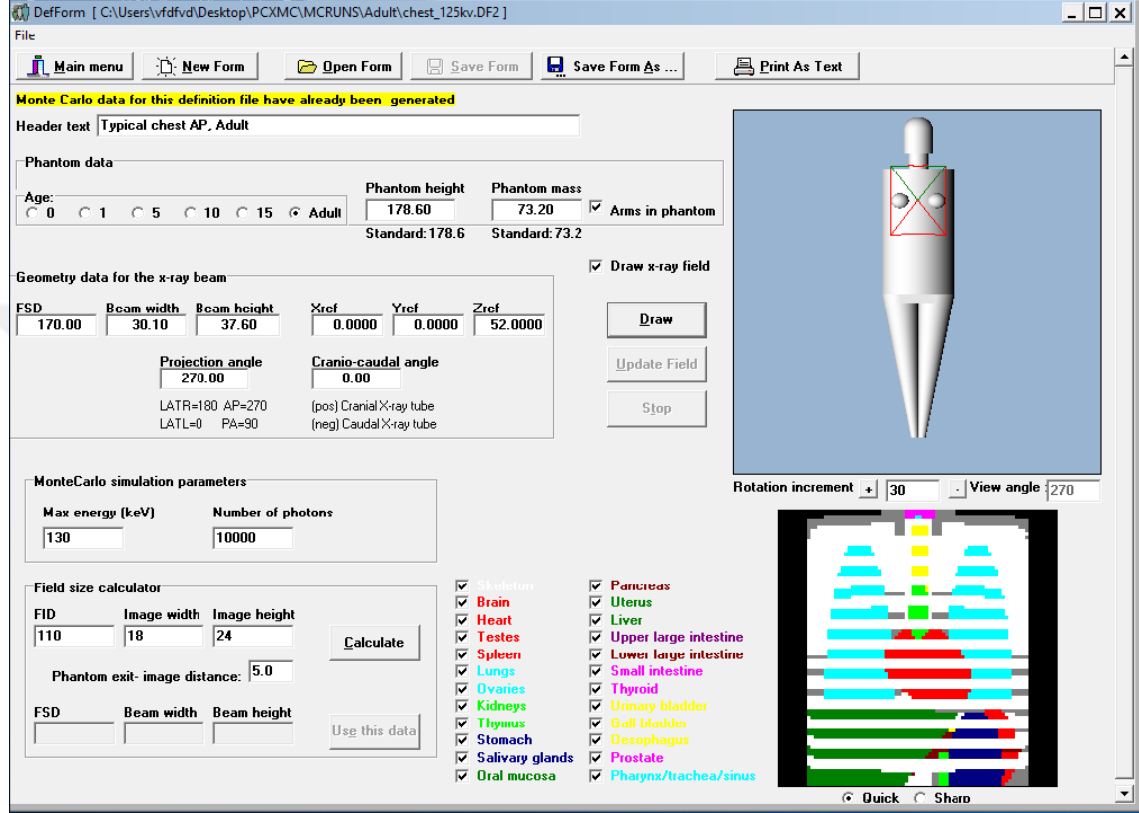 DefForm [ C:\Users\vfdfvd\Desktop\PCXMC\MCRUNS\Adult\chest_125kv.DF2 ]
File
Main menu New Form Open Form Save Form Save Form As ... Print As Text
Monte Carlo data for this definition file have already been generated
Header text Typical chest AP, Adult
Phantom data
Age: 0 1 5 10 15 Adult
Phantom height Phantom mass
178.60 73.20 Arms in phantom
Standard: 178.6 Standard: 73.2
Draw x-ray field
Geometry data for the x-ray beam
FSD Beam width Beam height Xref Yref Zref
170.00 30.10 37.60 0.0000 0.0000 52.0000
Draw
Projection angle Cranio-caudal angle
270.00 0.00
Update Field
LATR=180 AP=270 (pos) Cranial X-ray tube
LATL=0 PA=90 (neg) Caudal X-ray tube
Stop
Rotation increment + 30 - View angle : 270
MonteCarlo simulation parameters
Max energy (keV) Number of photons
130 10000
Field size calculator
FID Image width Image height
110 18 24
Calculate
Phantom exit- image distance: 5.0
FSD Beam width Beam height
Use this data
Skeleton Pancreas
Brain Uterus
Heart Liver
Testes Upper large intestine
Spleen Lower large intestine
Lungs Small intestine
Ovaries Thyroid
Kidneys Urinary bladder
Thymus Gall bladder
Stomach Oesophagus
Salivary glands Prostate
Oral mucosa Pharynx/trachea/sinus
Quick Sharp